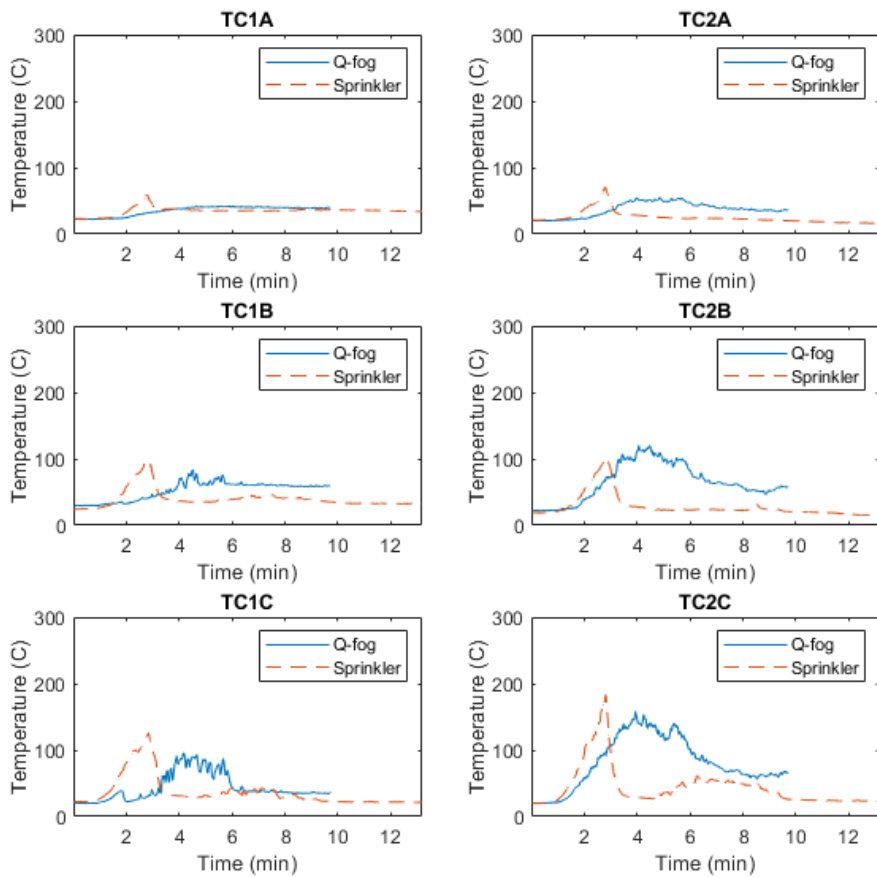 TC1A
300
200
100
0
Temperature (C)
Q-fog
Sprinkler
2 4 6 8 10 12
Time (min)
TC2A
300
200
100
0
Temperature (C)
Q-fog
Sprinkler
2 4 6 8 10 12
Time (min)
TC1B
300
200
100
0
Temperature (C)
Q-fog
Sprinkler
2 4 6 8 10 12
Time (min)
TC2B
300
200
100
0
Temperature (C)
Q-fog
Sprinkler
2 4 6 8 10 12
Time (min)
TC1C
300
200
100
0
Temperature (C)
Q-fog
Sprinkler
2 4 6 8 10 12
Time (min)
TC2C
300
200
100
0
Temperature (C)
Q-fog
Sprinkler
2 4 6 8 10 12
Time (min)